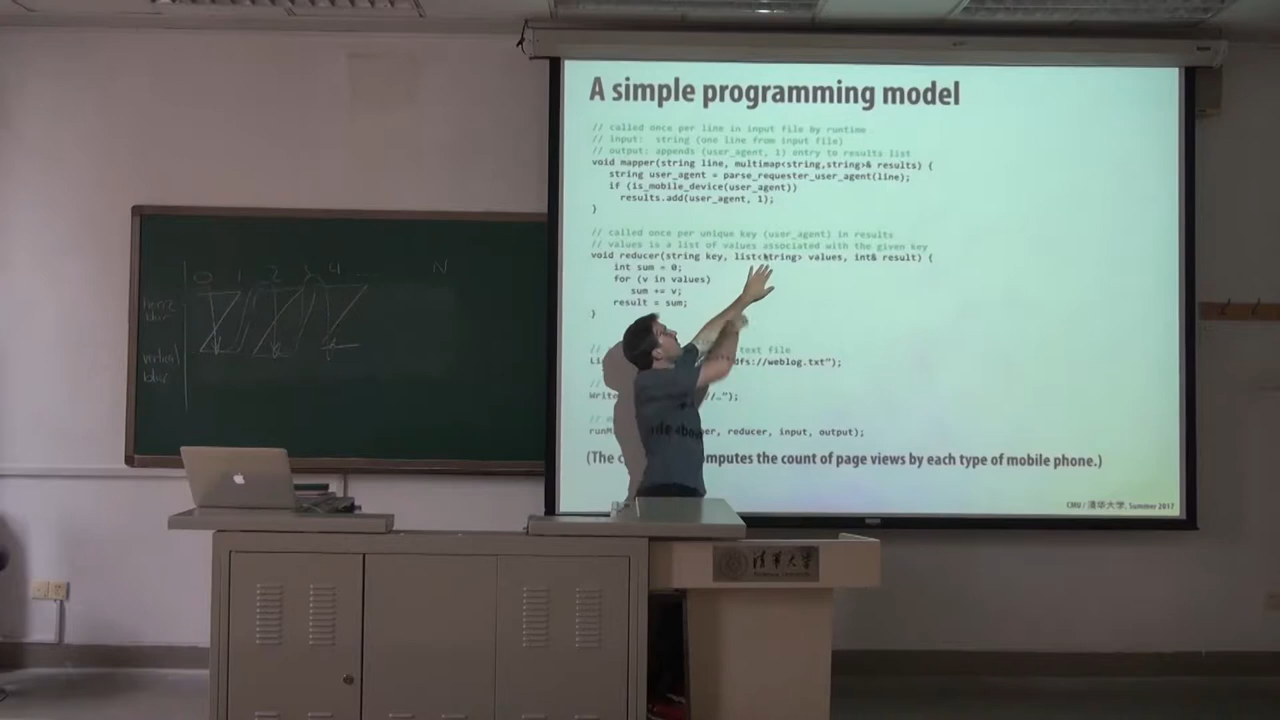 A simple programming model
// called once per line in input file by runtime
// input: string (one line from input file)
// output: appends (user_agent, 1) entry to results list
void mapper(string line, multimap<string,string>& results) {
string user_agent = parse_requester_user_agent(line);
if (is_mobile_device(user_agent))
results.add(user_agent, 1);
}
// called once per unique key (user_agent) in results
// values is a list of values associated with the given key
void reducer(string key, list<string> values, int& result) {
int sum = 0;
for (v in values)
sum += v;
result = sum;
}
// text file
dfs://weblog.txt”);
//
Write //…”);
//
reducer, input, output);
(The computes the count of page views by each type of mobile phone.)
CMU / 清华大学, Summer 2017
0 1 2 3 4 ... N
horiz
blur
vertical
blur
清华大学